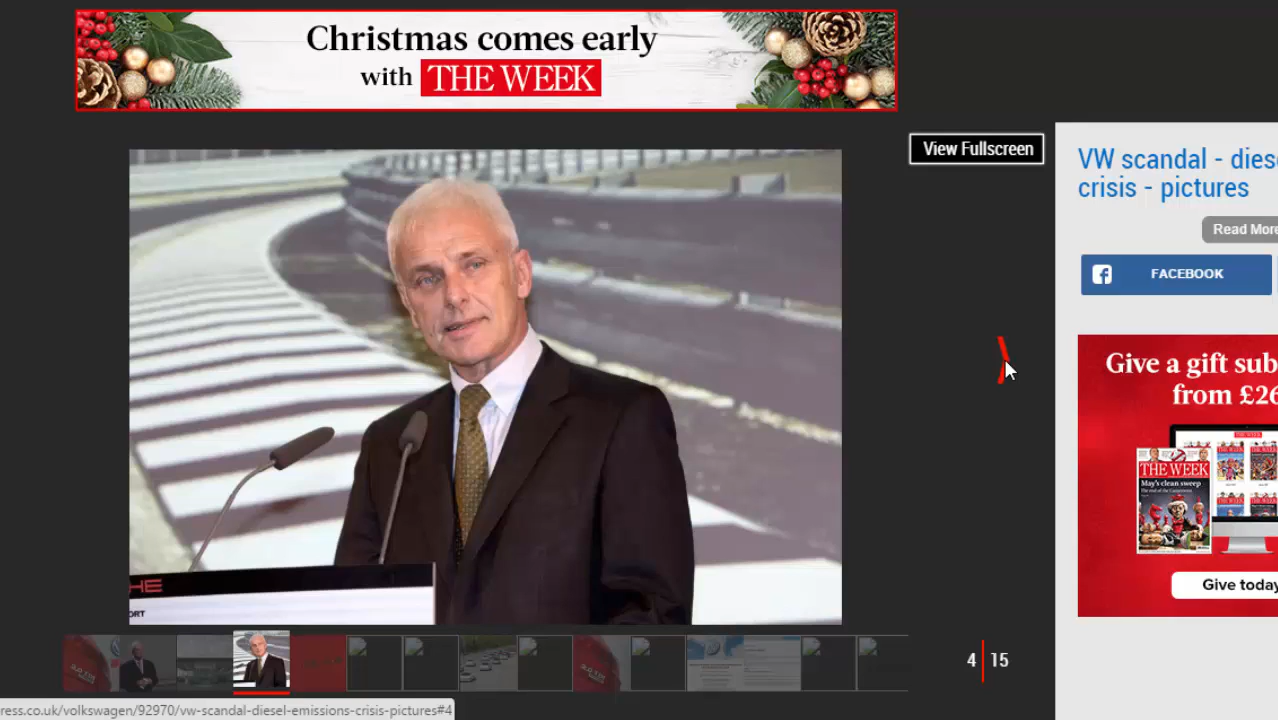 Christmas comes early
with THE WEEK
View Fullscreen
VW scandal - dies
crisis - pictures
Read More
FACEBOOK
Give a gift sub
from £26
THE WEEK
May's clean sweep
Give today
HE
ORT
4 15
ress.co.uk/volkswagen/92970/vw-scandal-diesel-emissions-crisis-pictures#4